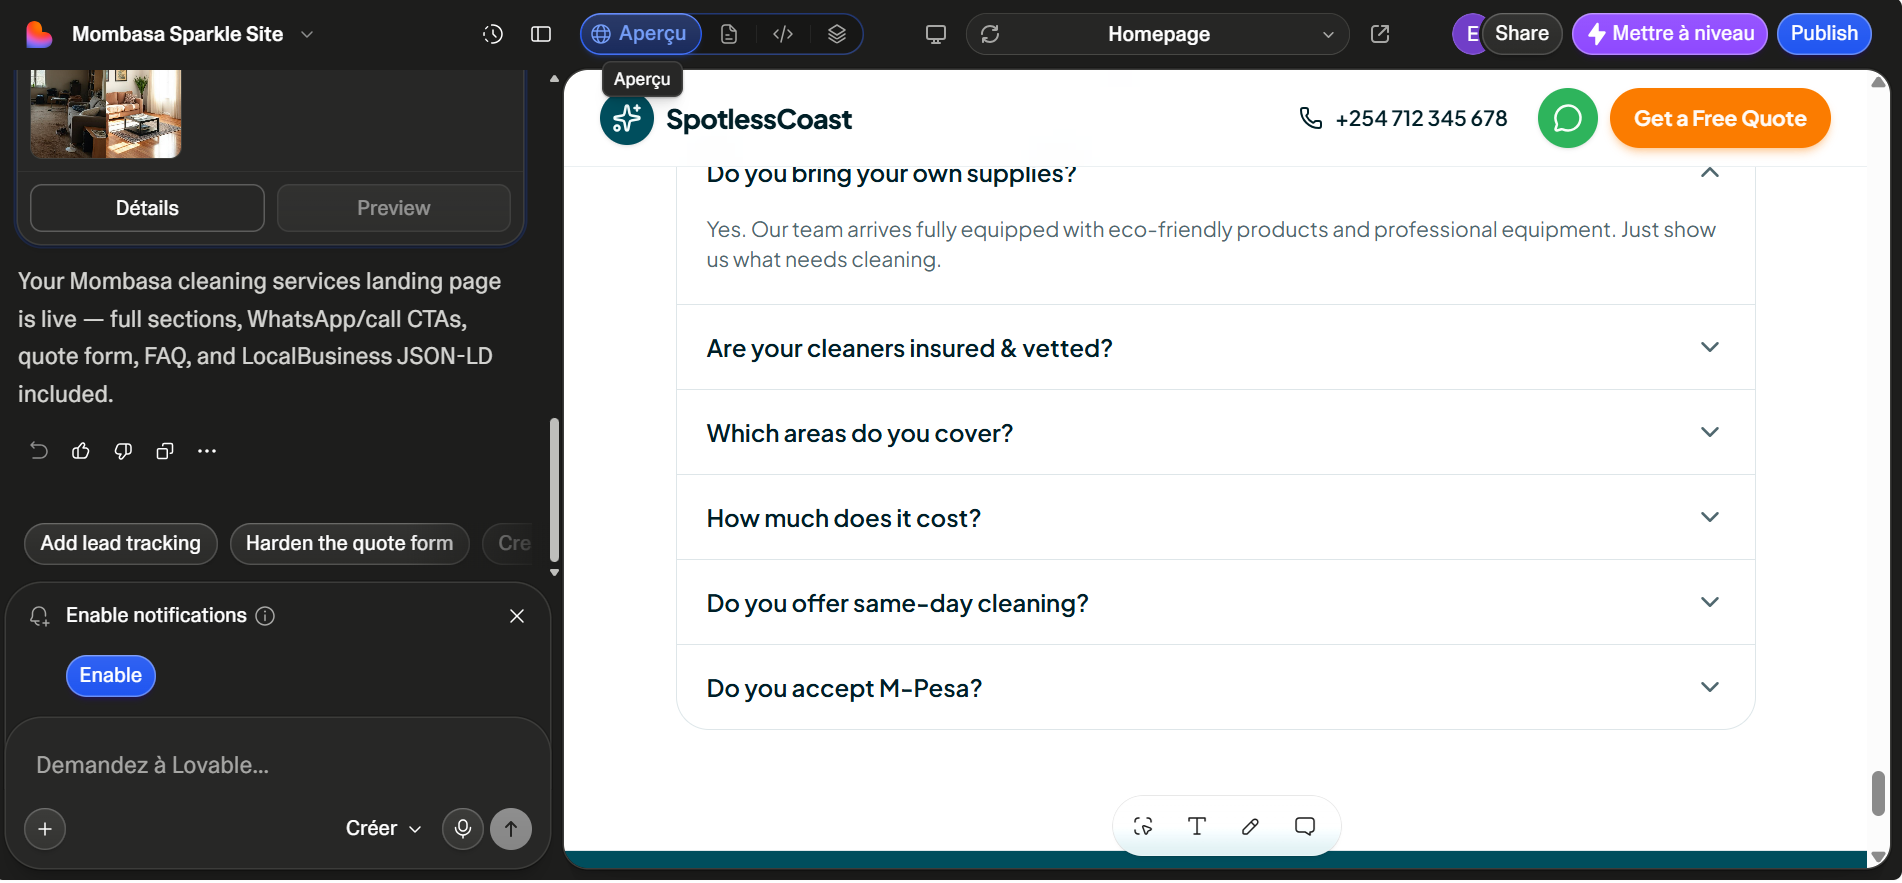 Mombasa Sparkle Site
Aperçu
Homepage
E
Share
Mettre à niveau
Publish
Aperçu
Détails
Preview
Your Mombasa cleaning services landing page
is live — full sections, WhatsApp/call CTAs,
quote form, FAQ, and LocalBusiness JSON-LD
included.
Add lead tracking
Harden the quote form
Cre
Enable notifications
Enable
Demandez à Lovable...
Créer
SpotlessCoast
+254 712 345 678
Get a Free Quote
Do you bring your own supplies?
Yes. Our team arrives fully equipped with eco-friendly products and professional equipment. Just show
us what needs cleaning.
Are your cleaners insured & vetted?
Which areas do you cover?
How much does it cost?
Do you offer same-day cleaning?
Do you accept M-Pesa?